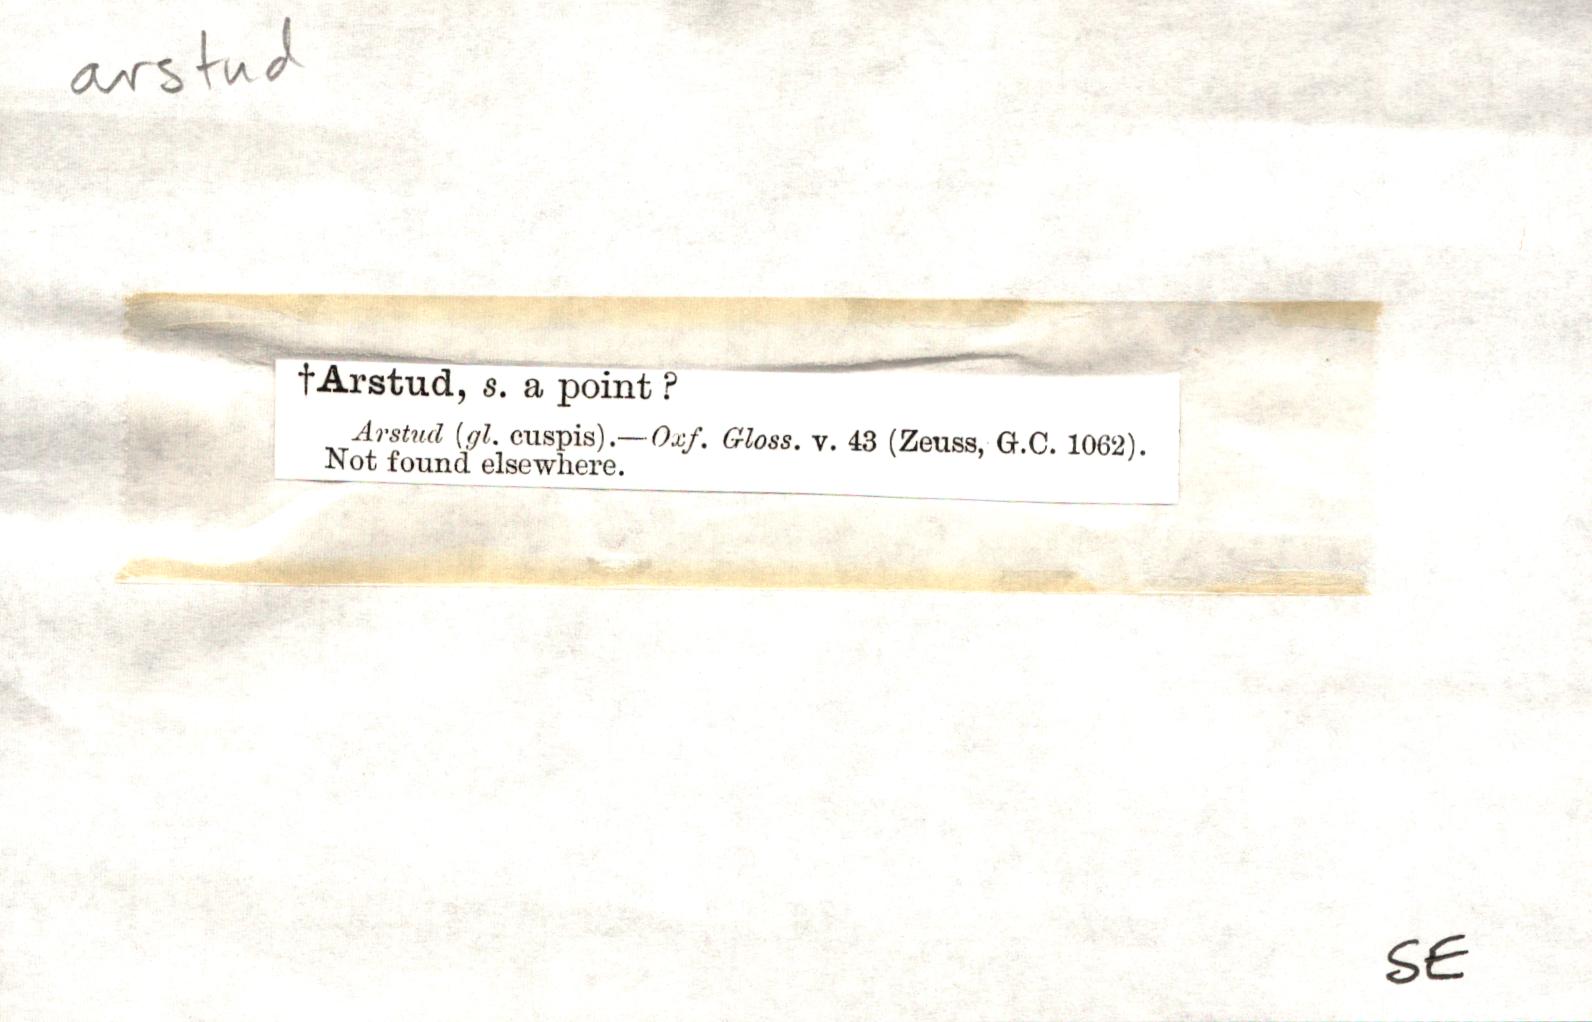 arstud
†Arstud, s. a point?
Arstud (gl. cuspis).—Oxf. Gloss. v. 43 (Zeuss, G.C. 1062).
Not found elsewhere.
SE